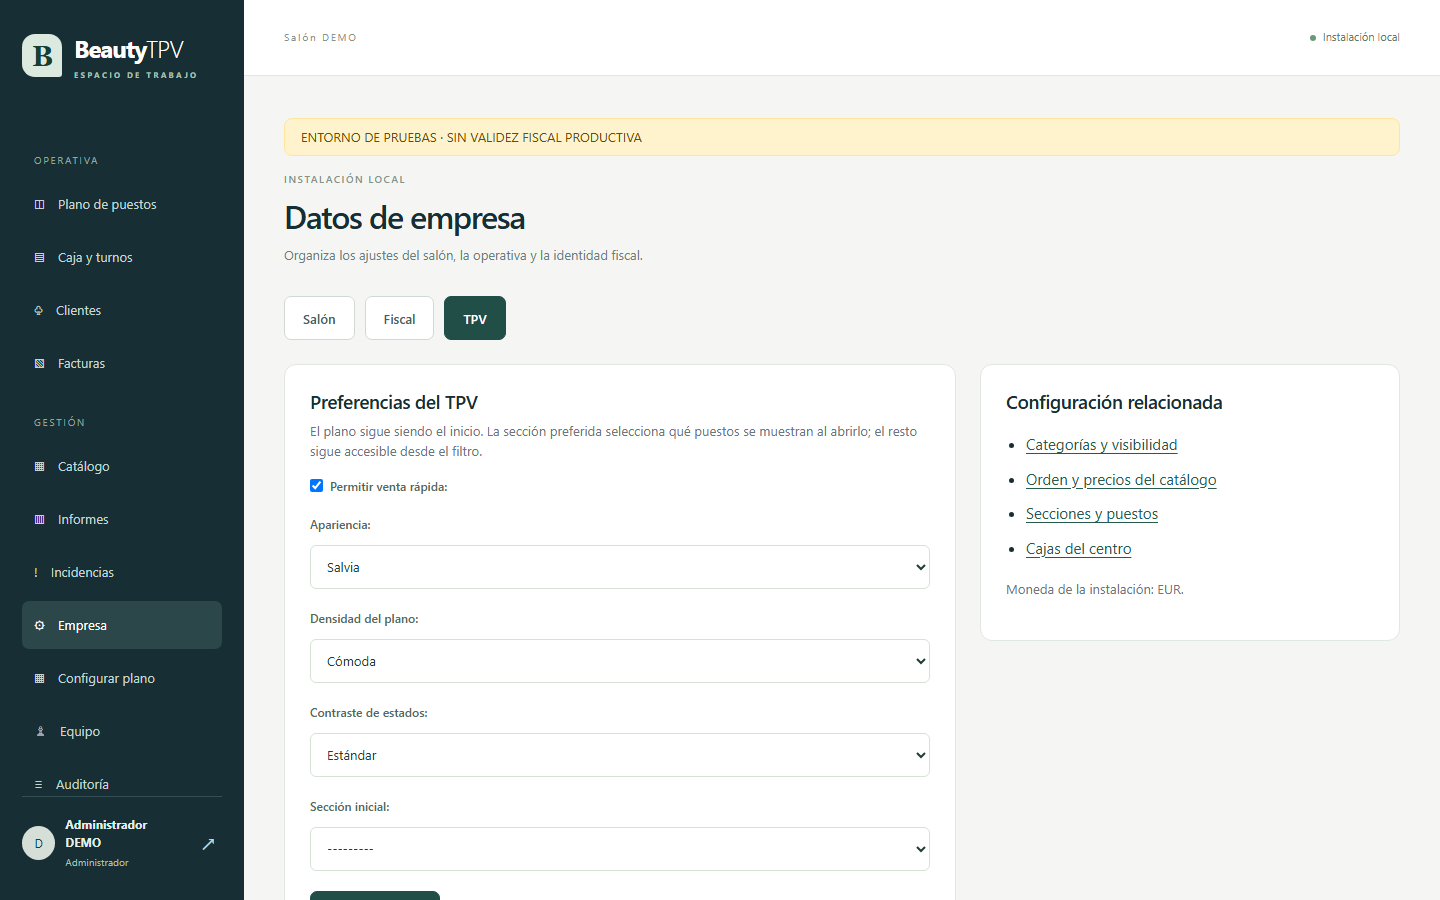 B
BeautyTPV
ESPACIO DE TRABAJO
OPERATIVA
Plano de puestos
Caja y turnos
Clientes
Facturas
GESTIÓN
Catálogo
Informes
! Incidencias
Empresa
Configurar plano
Equipo
Auditoría
D
Administrador
DEMO
Administrador
Salón DEMO
Instalación local
ENTORNO DE PRUEBAS · SIN VALIDEZ FISCAL PRODUCTIVA
INSTALACIÓN LOCAL
Datos de empresa
Organiza los ajustes del salón, la operativa y la identidad fiscal.
Salón
Fiscal
TPV
Preferencias del TPV
El plano sigue siendo el inicio. La sección preferida selecciona qué puestos se muestran al abrirlo; el resto
sigue accesible desde el filtro.
Permitir venta rápida:
Apariencia:
Salvia
Densidad del plano:
Cómoda
Contraste de estados:
Estándar
Sección inicial:
---------
Configuración relacionada
Categorías y visibilidad
Orden y precios del catálogo
Secciones y puestos
Cajas del centro
Moneda de la instalación: EUR.